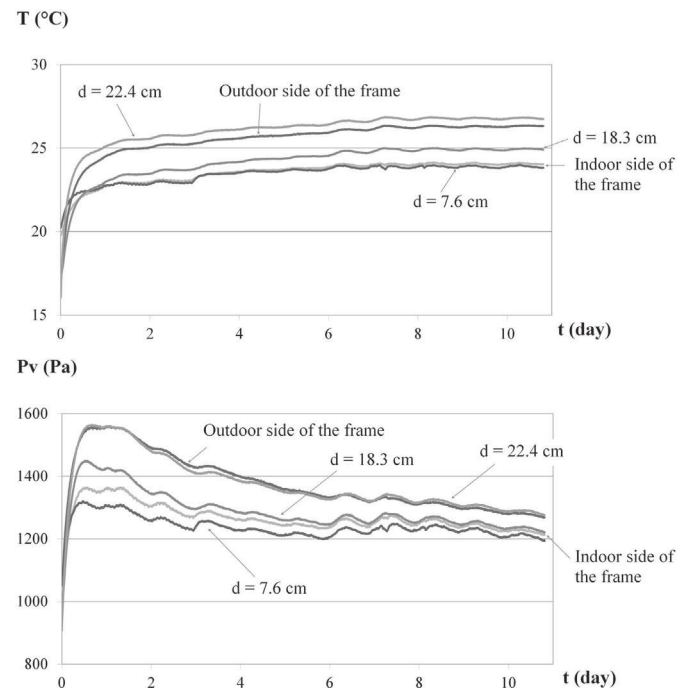 T (°C)
30
d = 22.4 cm
Outdoor side of the frame
d = 18.3 cm
25
Indoor side of
the frame
d = 7.6 cm
20
15
0 2 4 6 8 10
t (day)
Pv (Pa)
1600
Outdoor side of the frame
d = 22.4 cm
d = 18.3 cm
1400
1200
Indoor side of
the frame
d = 7.6 cm
1000
800
0 2 4 6 8 10
t (day)